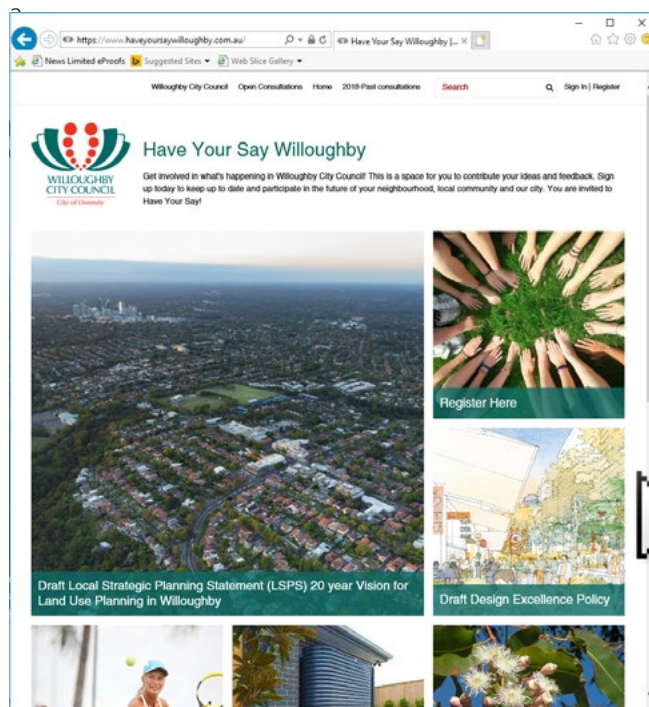 https://www.haveyoursaywilloughby.com.au/
Have Your Say Willoughby |...
News Limited eProofs
Suggested Sites
Web Slice Gallery
Willoughby City Council Open Consultations Home 2018-Past consultations Search Sign In | Register
WILLOUGHBY
CITY COUNCIL
City of Diversity
Have Your Say Willoughby
Get involved in what's happening in Willoughby City Council! This is a space for you to contribute your ideas and feedback. Sign
up today to keep up to date and participate in the future of your neighbourhood, local community and our city. You are invited to
Have Your Say!
Register Here
Draft Local Strategic Planning Statement (LSPS) 20 year Vision for
Land Use Planning in Willoughby
Draft Design Excellence Policy